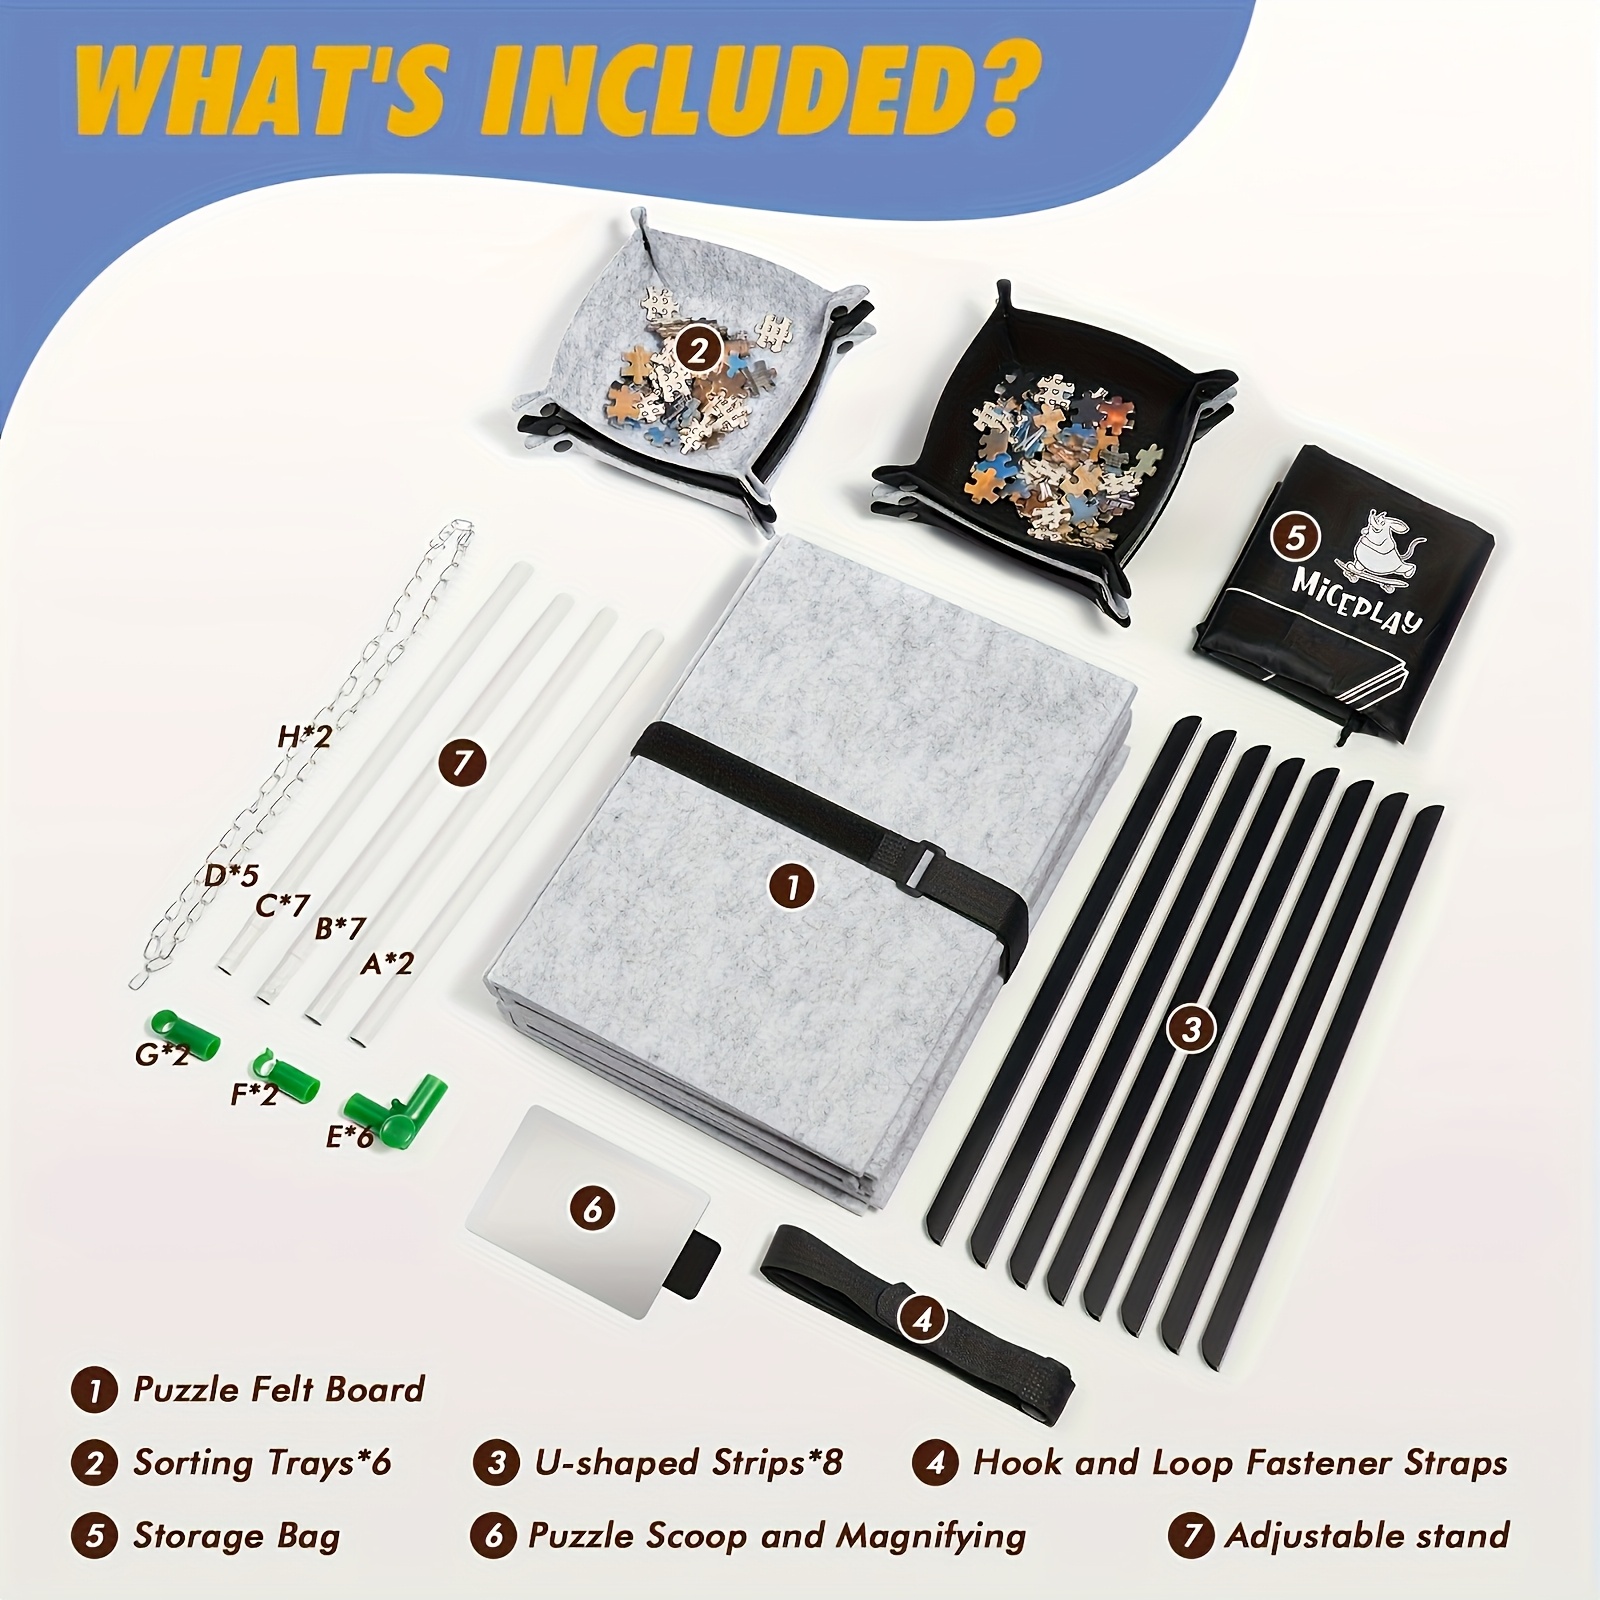 WHAT'S INCLUDED?
2
5
MiCEPLAY
H*2
7
D*5
C*7
B*7
A*2
1
3
G*2
F*2
E*6
6
4
1 Puzzle Felt Board
2 Sorting Trays*6
3 U-shaped Strips*8
4 Hook and Loop Fastener Straps
5 Storage Bag
6 Puzzle Scoop and Magnifying
7 Adjustable stand